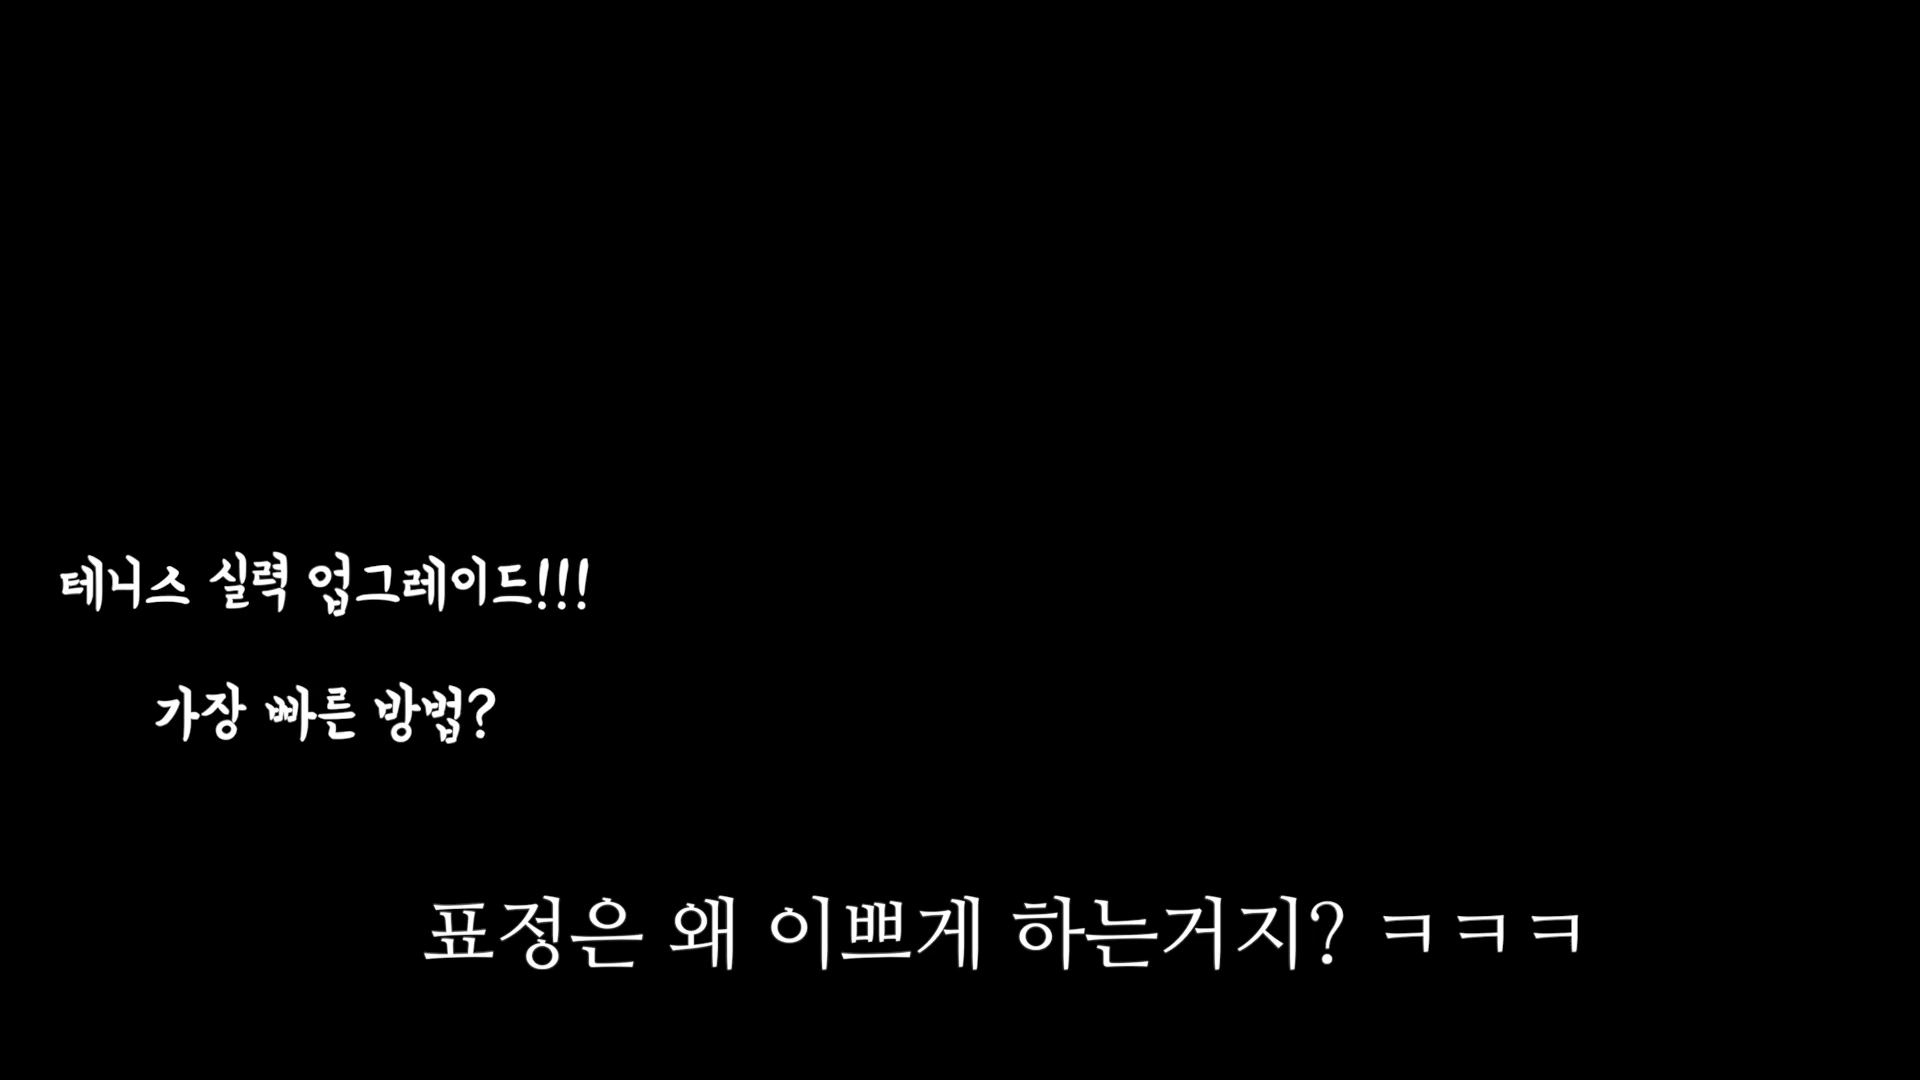 테니스 실력 업그레이드!!!
가장 빠른 방법?
표정은 왜 이쁘게 하는거지? ㅋㅋㅋ